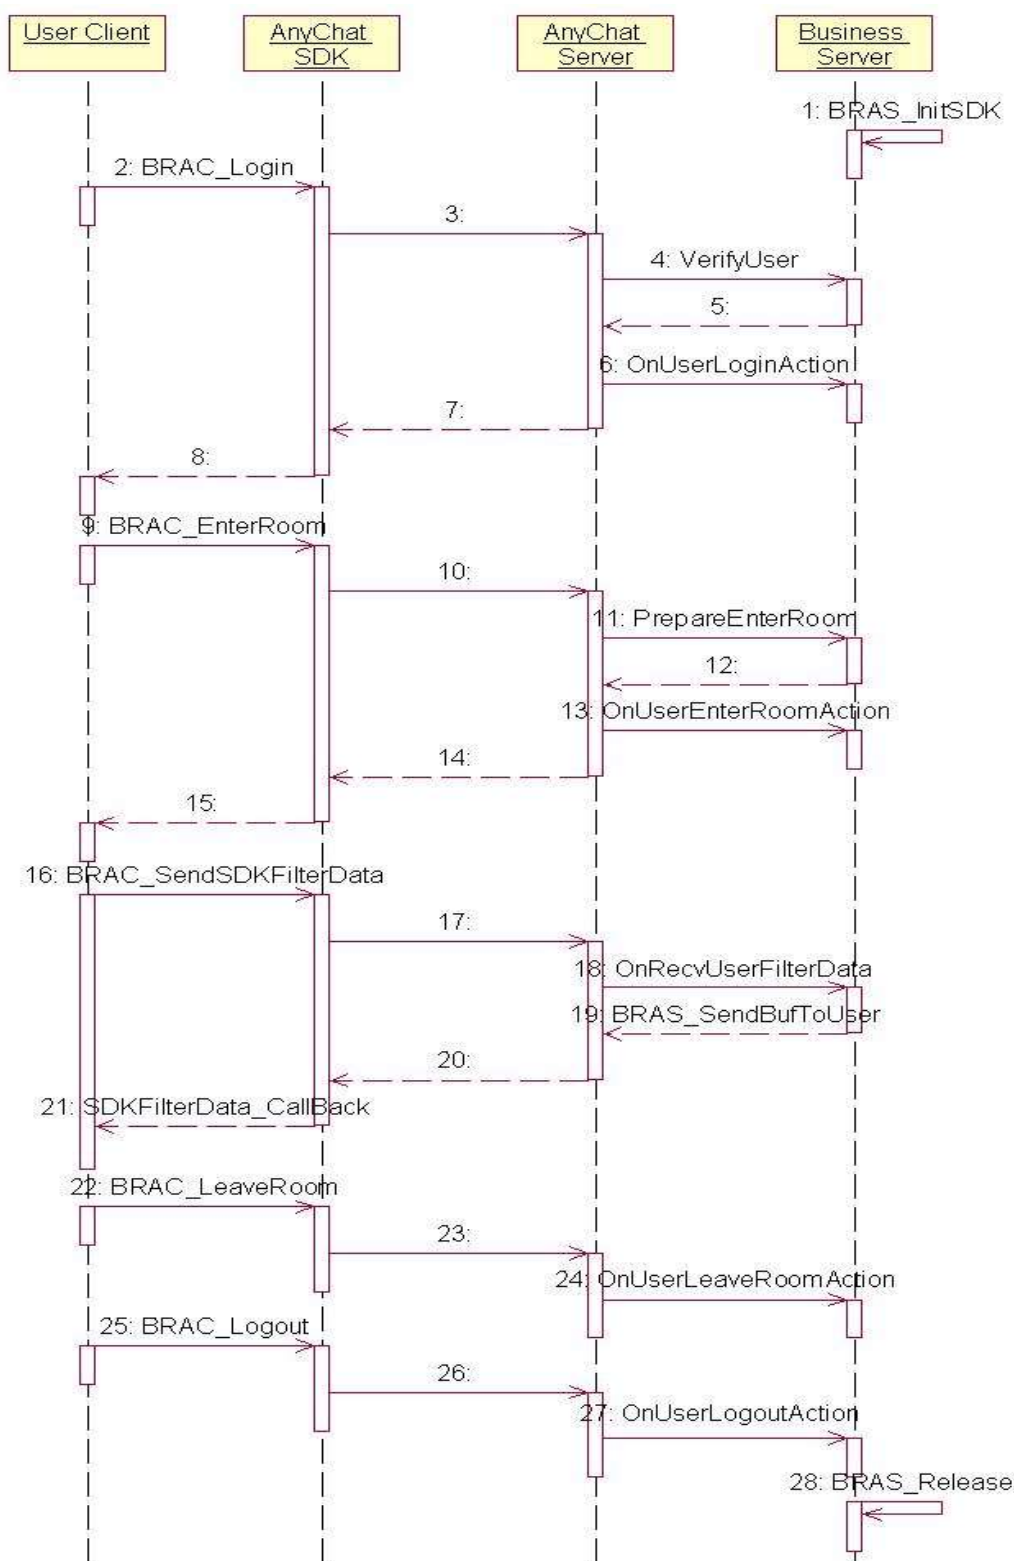 User Client
AnyChat
SDK
AnyChat
Server
Business
Server
1: BRAS_InitSDK
2: BRAC_Login
3:
4: VerifyUser
5:
6: OnUserLoginAction
7:
8:
9: BRAC_EnterRoom
10:
11: PrepareEnterRoom
12:
13: OnUserEnterRoomAction
14:
15:
16: BRAC_SendSDKFilterData
17:
18: OnRecvUserFilterData
19: BRAS_SendBufToUser
20:
21: SDKFilterData_CallBack
22: BRAC_LeaveRoom
23:
24: OnUserLeaveRoomAction
25: BRAC_Logout
26:
27: OnUserLogoutAction
28: BRAS_Release